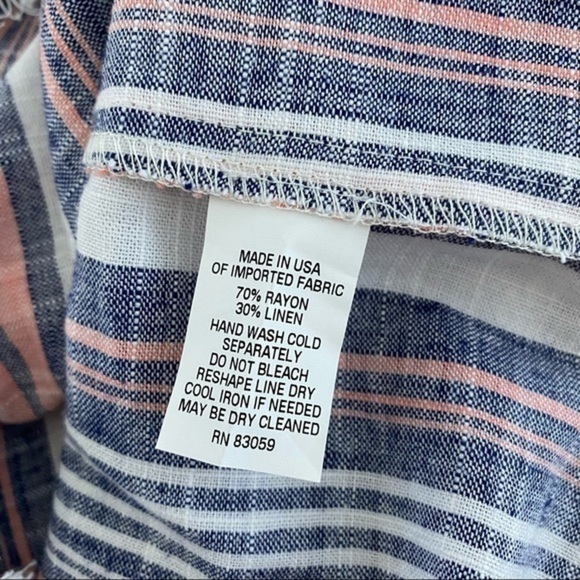 MADE IN USA
OF IMPORTED FABRIC
70% RAYON
30% LINEN
HAND WASH COLD
SEPARATELY
DO NOT BLEACH
RESHAPE LINE DRY
COOL IRON IF NEEDED
MAY BE DRY CLEANED
RN 83059